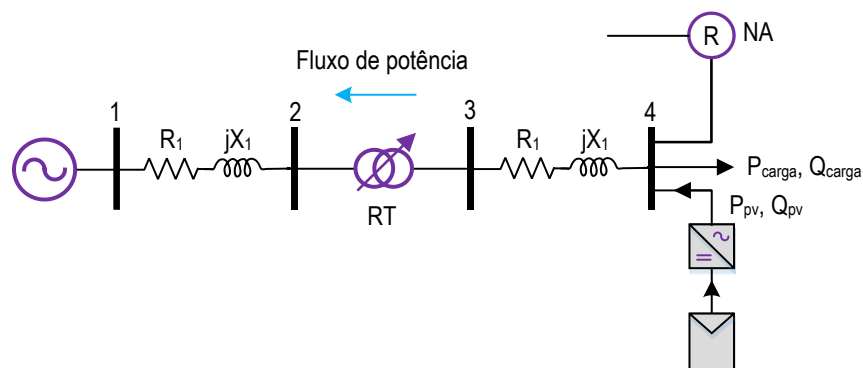 R NA
Fluxo de potência
1 2 3 4
R1 jX1 R1 jX1
Pcarga, Qcarga
RT
Ppv, Qpv